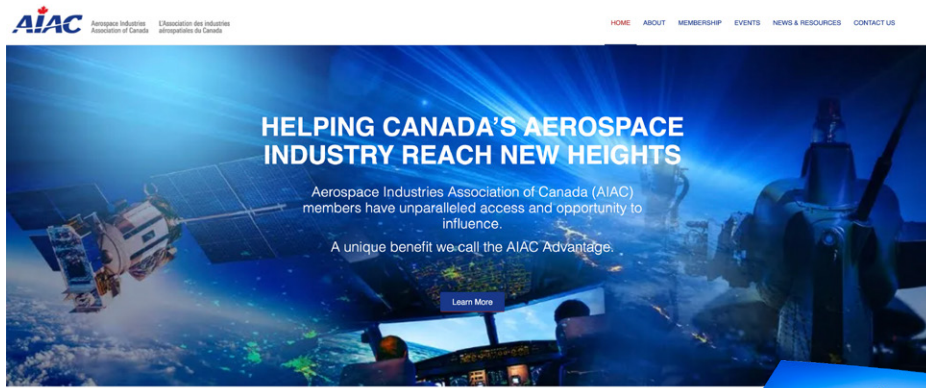 AIAC
Aerospace Industries
Association of Canada
L'Association des industries
aérospatiales du Canada
HOME ABOUT MEMBERSHIP EVENTS NEWS & RESOURCES CONTACT US
HELPING CANADA'S AEROSPACE
INDUSTRY REACH NEW HEIGHTS
Aerospace Industries Association of Canada (AIAC)
members have unparalleled access and opportunity to
influence.
A unique benefit we call the AIAC Advantage.
Learn More